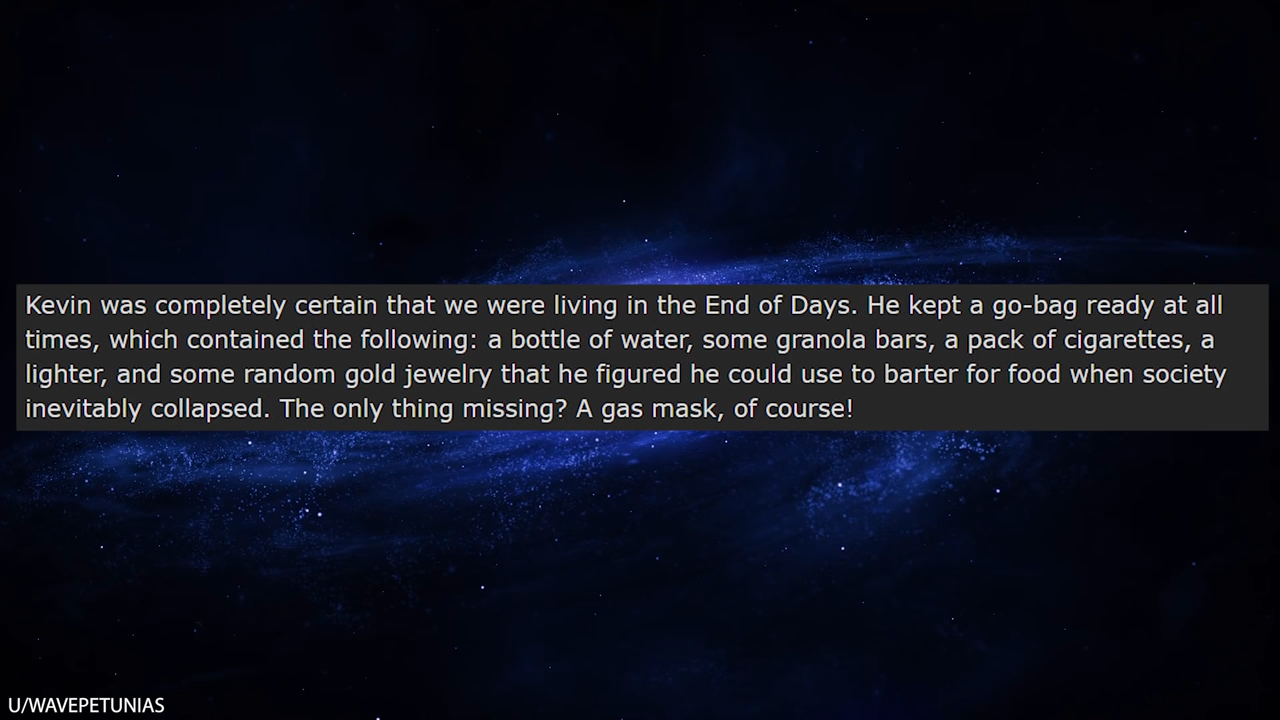 Kevin was completely certain that we were living in the End of Days. He kept a go-bag ready at all
times, which contained the following: a bottle of water, some granola bars, a pack of cigarettes, a
lighter, and some random gold jewelry that he figured he could use to barter for food when society
inevitably collapsed. The only thing missing? A gas mask, of course!
U/WAVEPETUNIAS